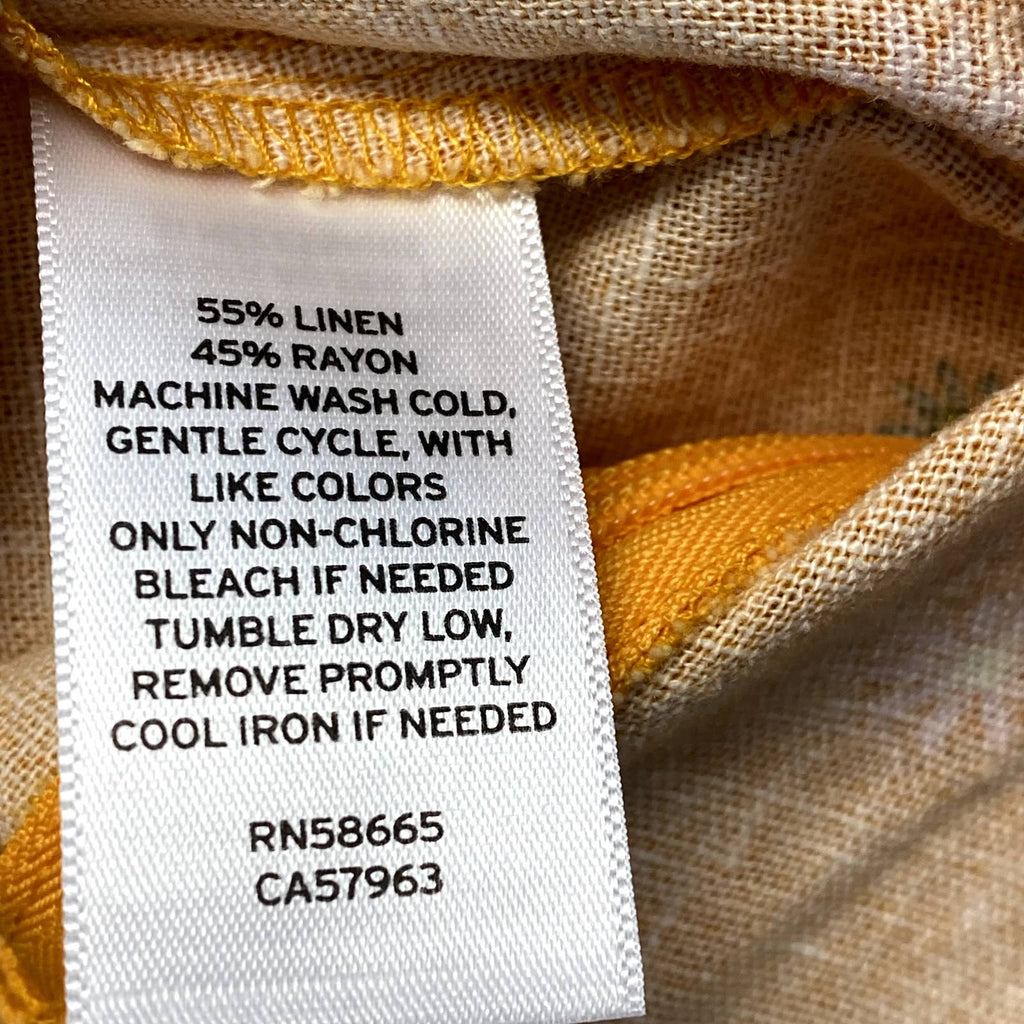 55% LINEN
45% RAYON
MACHINE WASH COLD,
GENTLE CYCLE, WITH
LIKE COLORS
ONLY NON-CHLORINE
BLEACH IF NEEDED
TUMBLE DRY LOW,
REMOVE PROMPTLY
COOL IRON IF NEEDED
RN58665
CA57963